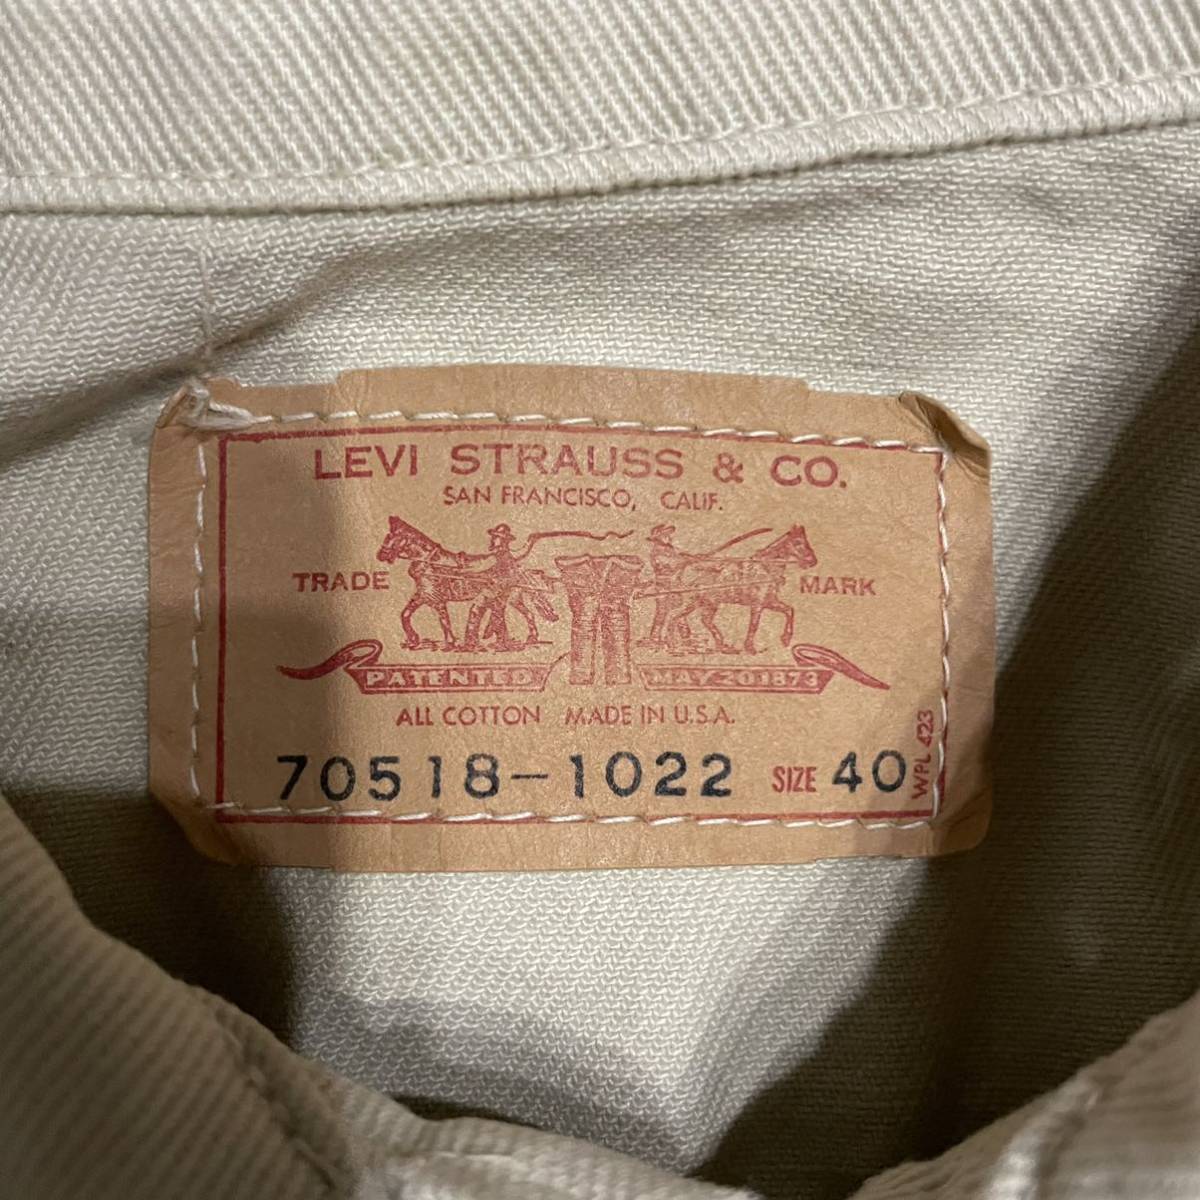 LEVI STRAUSS & CO.
SAN FRANCISCO, CALIF.
TRADE MARK
PATENTED MAY 20 1873
ALL COTTON MADE IN U.S.A.
70518-1022 SIZE 40
WPL 423